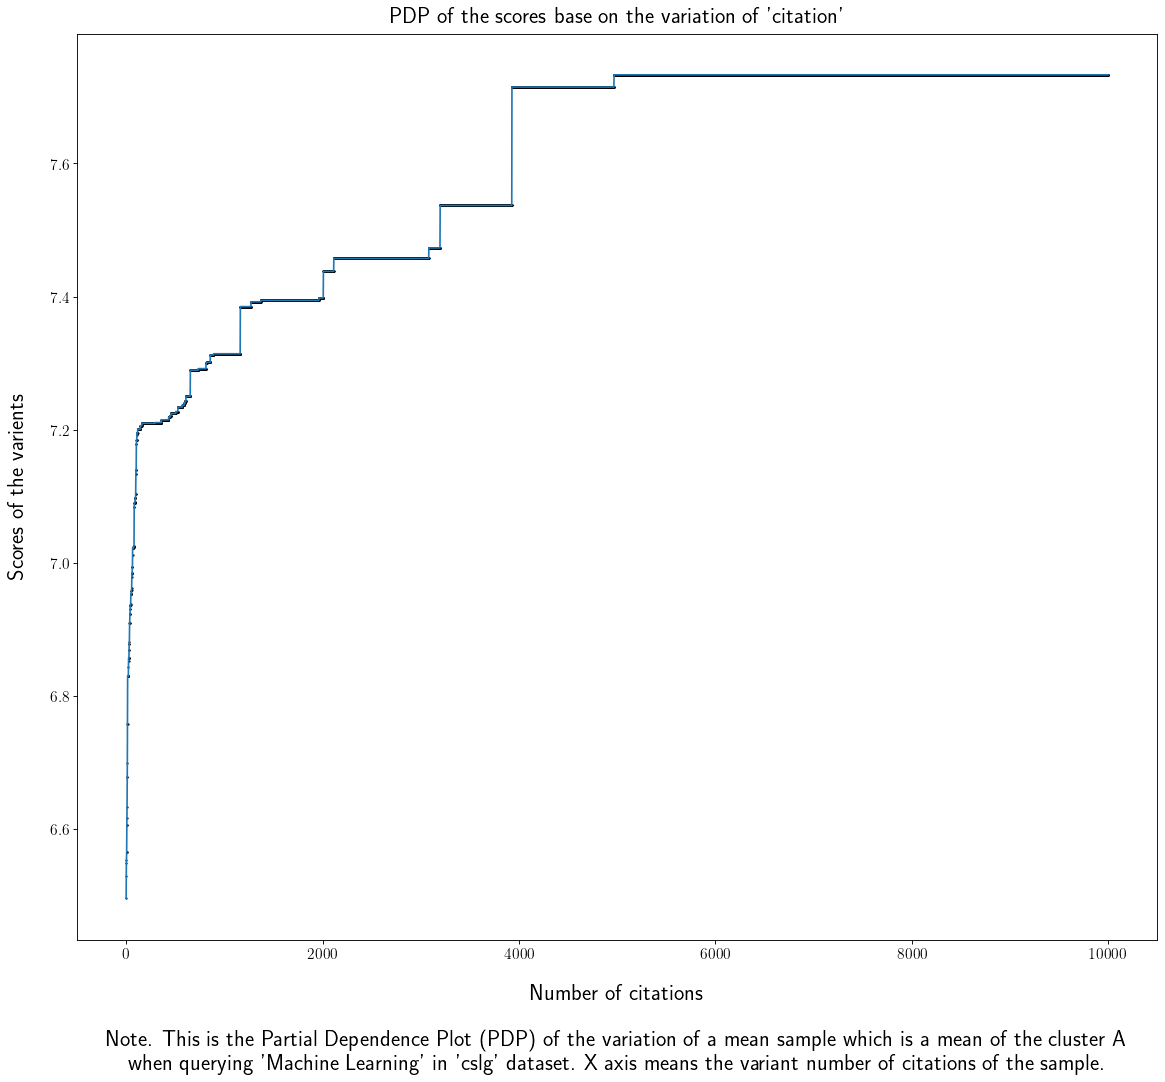 PDP of the scores base on the variation of 'citation'
7.6
7.4
7.2
7.0
6.8
6.6
Scores of the varients
0 2000 4000 6000 8000 10000
Number of citations
Note. This is the Partial Dependence Plot (PDP) of the variation of a mean sample which is a mean of the cluster A
when querying 'Machine Learning' in 'cslg' dataset. X axis means the variant number of citations of the sample.